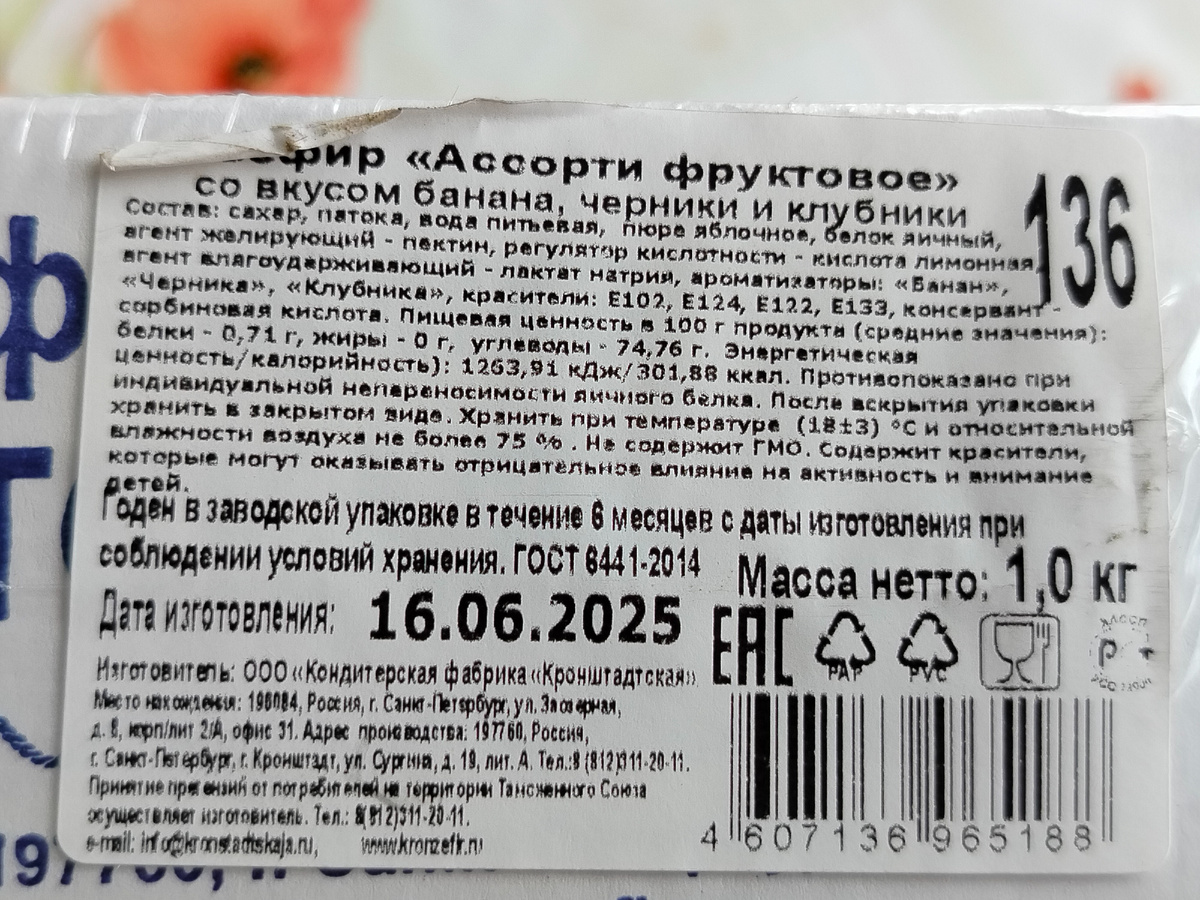 зефир «Ассорти фруктовое»
со вкусом банана, черники и клубники
136
Состав: сахар, патока, вода питьевая, пюре яблочное, белок яичный,
агент желирующий - пектин, регулятор кислотности - кислота лимонная,
агент влагоудерживающий - лактат натрия, ароматизаторы: «Банан»,
«Черника», «Клубника», красители: Е102, Е124, Е122, Е133, консервант -
сорбиновая кислота. Пищевая ценность в 100 г продукта (средние значения):
белки - 0,71 г, жиры - 0 г, углеводы - 74,76 г. Энергетическая
ценность/калорийность): 1263,91 кДж/301,88 ккал. Противопоказано при
индивидуальной непереносимости яичного белка. После вскрытия упаковки
хранить в закрытом виде. Хранить при температуре (18±3) °С и относительной
влажности воздуха не более 75 %. Не содержит ГМО. Содержит красители,
которые могут оказывать отрицательное влияние на активность и внимание
детей.
Годен в заводской упаковке в течение 6 месяцев с даты изготовления при
соблюдении условий хранения. ГОСТ 6441-2014
Масса нетто: 1,0 кг
Дата изготовления: 16.06.2025
ЕАС
PAP
PVC
Изготовитель: ООО «Кондитерская фабрика «Кронштадтская»
Место нахождения: 196084, Россия, г. Санкт-Петербург, ул. Заозерная,
д. 8, корп/лит 2/А, офис 31. Адрес производства: 197760, Россия,
г. Санкт-Петербург, г. Кронштадт, ул. Сургина, д. 19, лит. А. Тел.:8 (812)311-20-11.
Принятие претензий от потребителей на территории Таможенного Союза
осуществляет изготовитель. Тел.: 8(812)311-20-11.
e-mail: info@kronstadtskaja.ru, www.kronzefir.ru
4 607136 965188